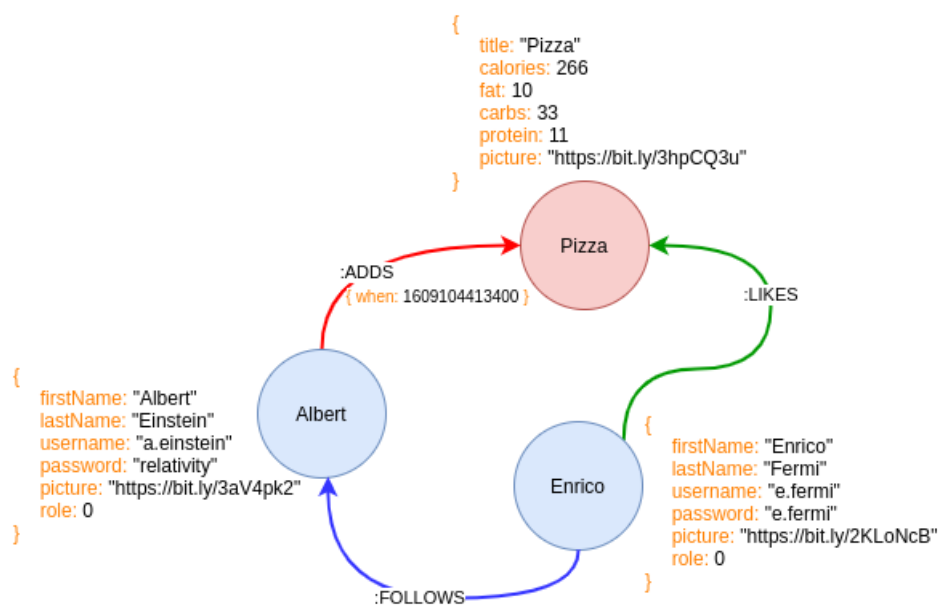 {
title: "Pizza"
calories: 266
fat: 10
carbs: 33
protein: 11
picture: "https://bit.ly/3hpCQ3u"
}
Pizza
:ADDS
{ when: 1609104413400 }
:LIKES
{
firstName: "Albert"
lastName: "Einstein"
username: "a.einstein"
password: "relativity"
picture: "https://bit.ly/3aV4pk2"
role: 0
}
Albert
Enrico
{
firstName: "Enrico"
lastName: "Fermi"
username: "e.fermi"
password: "e.fermi"
picture: "https://bit.ly/2KLoNcB"
role: 0
}
:FOLLOWS